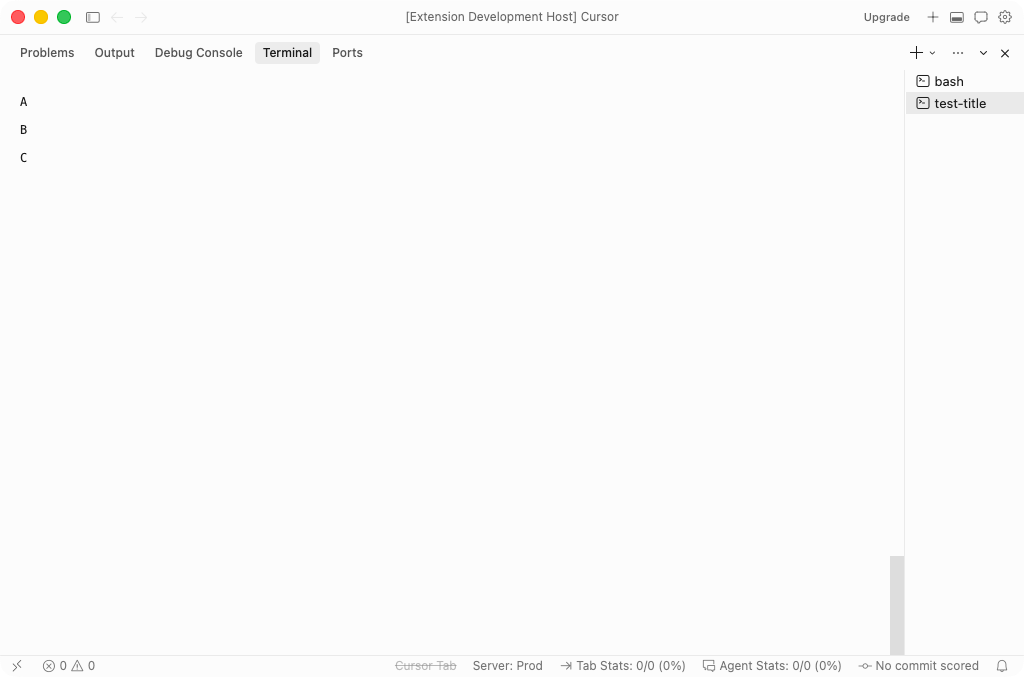 [Extension Development Host] Cursor
Upgrade
Problems Output Debug Console Terminal Ports
bash
test-title
A
B
C
0 0 Cursor Tab Server: Prod Tab Stats: 0/0 (0%) Agent Stats: 0/0 (0%) No commit scored